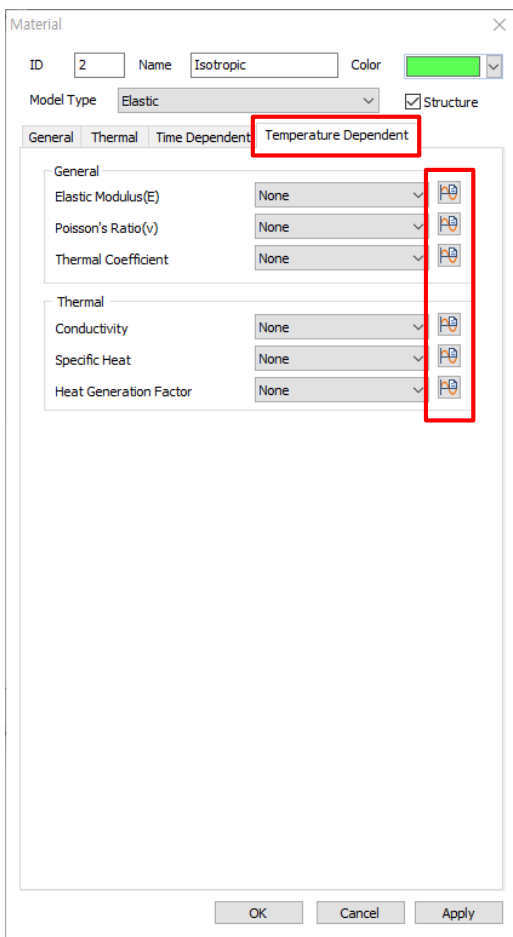 Material
ID 2 Name Isotropic Color
Model Type Elastic Structure
General Thermal Time Dependent Temperature Dependent
General
Elastic Modulus(E) None
Poisson's Ratio(v) None
Thermal Coefficient None
Thermal
Conductivity None
Specific Heat None
Heat Generation Factor None
OK Cancel Apply